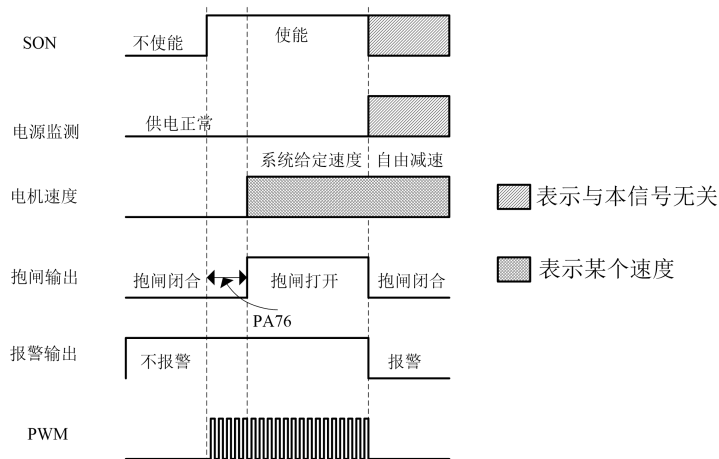 SON
不使能
使能
电源监测
供电正常
系统给定速度
自由减速
电机速度
表示与本信号无关
抱闸输出
抱闸闭合
抱闸打开
抱闸闭合
表示某个速度
PA76
报警输出
不报警
报警
PWM